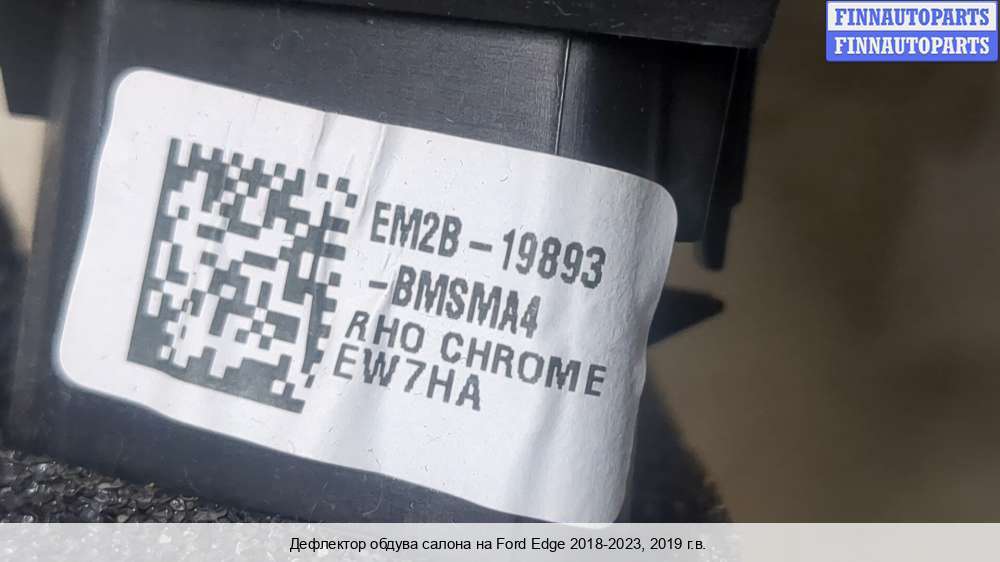 FINNAUTOPARTS
FINNAUTOPARTS
EM2B-19893
-BMSMA4
RHO CHROME
EW7HA
Дефлектор обдува салона на Ford Edge 2018-2023, 2019 г.в.